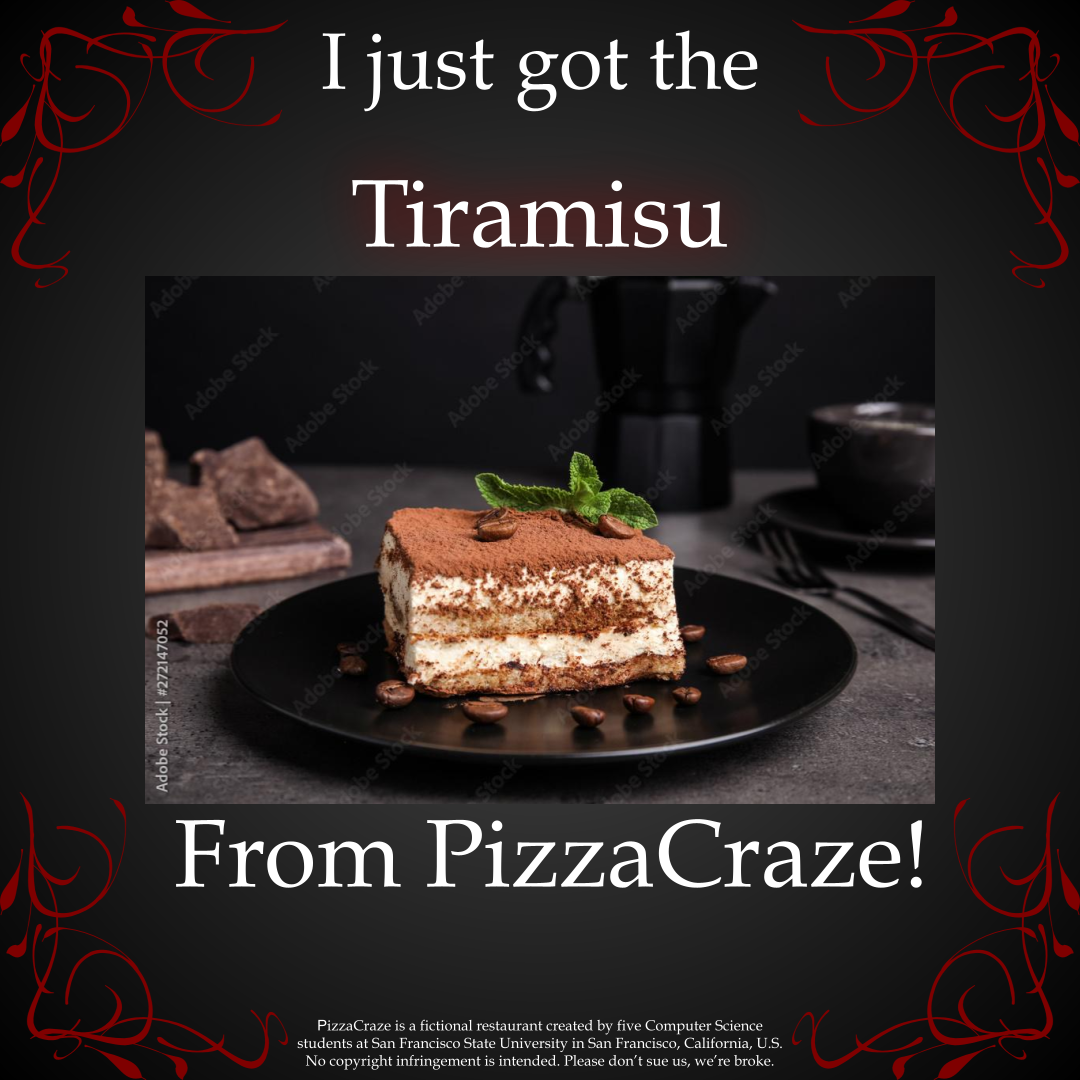 I just got the
Tiramisu
Adobe Stock
Adobe Stock | #272147052
From PizzaCraze!
PizzaCraze is a fictional restaurant created by five Computer Science
students at San Francisco State University in San Francisco, California, U.S.
No copyright infringement is intended. Please don’t sue us, we’re broke.